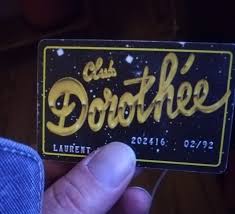 Club
Dorothée
202416 02/92
LAURENT